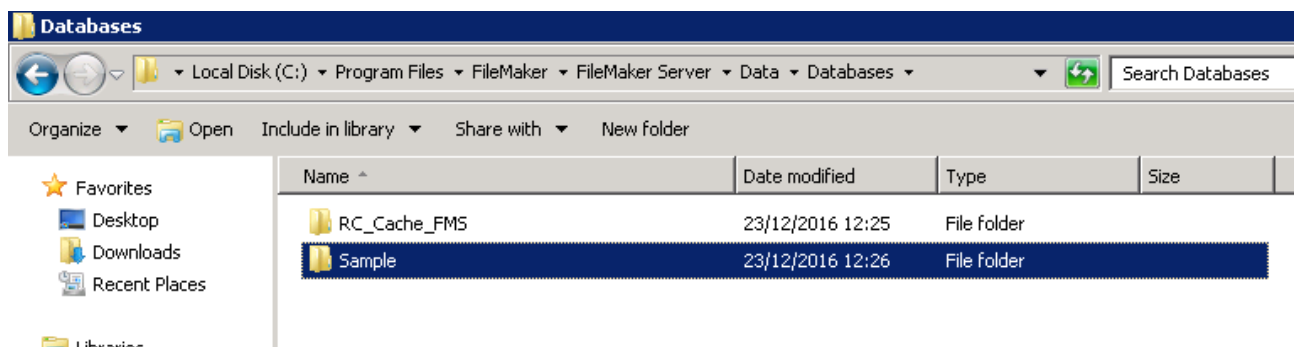 Databases
Local Disk (C:) Program Files FileMaker FileMaker Server Data Databases Search Databases
Organize Open Include in library Share with New folder
Favorites
Desktop
Downloads
Recent Places
Name Date modified Type Size
RC_Cache_FMS 23/12/2016 12:25 File folder
Sample 23/12/2016 12:26 File folder